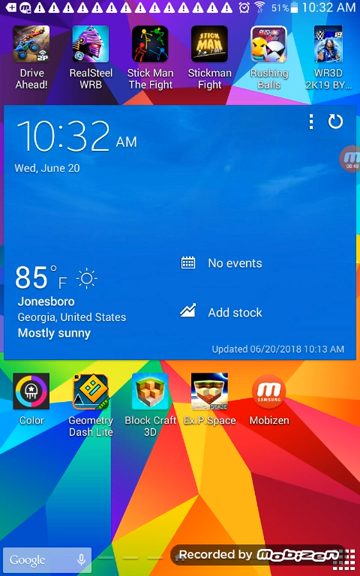 51% 10:32 AM
Drive Ahead!
RealSteel WRB
Stick Man The Fight
Stickman Fight
Rushing Balls
WR3D 2K19 BY...
10:32 AM
Wed, June 20
No events
85°F
Jonesboro
Georgia, United States
Mostly sunny
Add stock
Updated 06/20/2018 10:13 AM
Color
Geometry Dash Lite
Block Craft 3D
Ex.P. Space
Mobizen
Google
Recorded by Mobizen